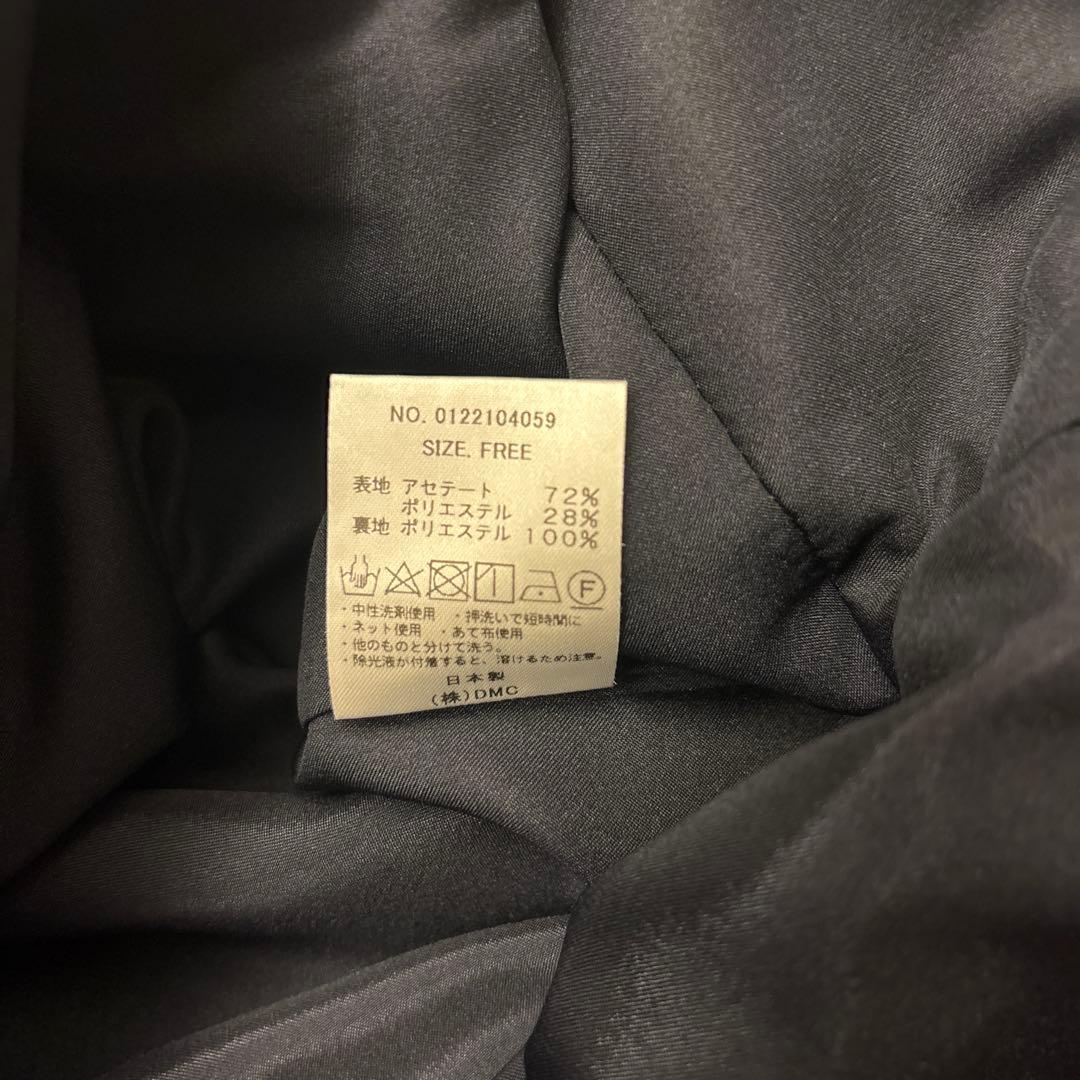 NO. 0122104059
SIZE. FREE
表地 アセテート 72%
ポリエステル 28%
裏地 ポリエステル 100%
F
・中性洗剤使用 ・押洗いで短時間に
・ネット使用 ・あて布使用
・他のものと分けて洗う。
・除光液が付着すると、溶けるため注意。
日本製
(株)DMC